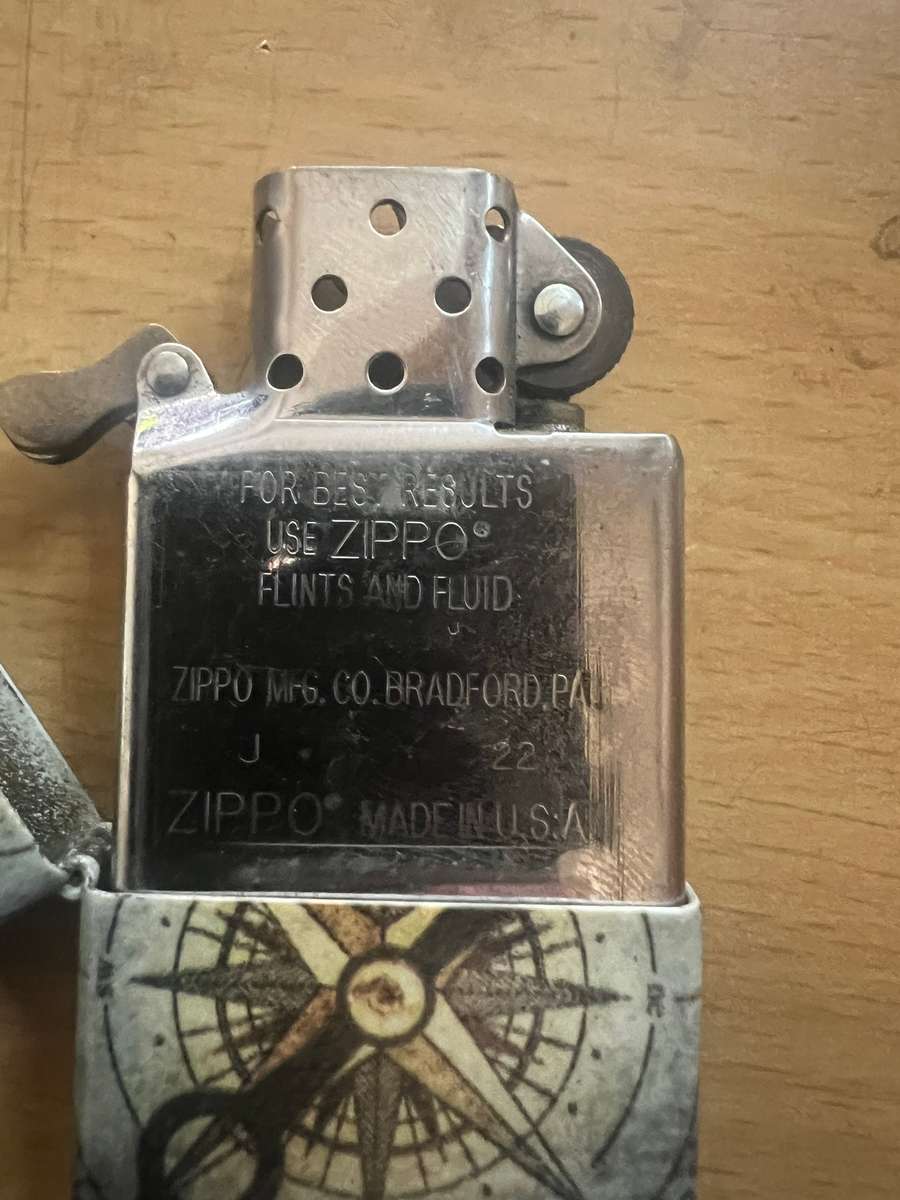 FOR BEST RESULTS
USE ZIPPO®
FLINTS AND FLUID
ZIPPO MFG. CO. BRADFORD, PA
J 22
ZIPPO® MADE IN U.S.A